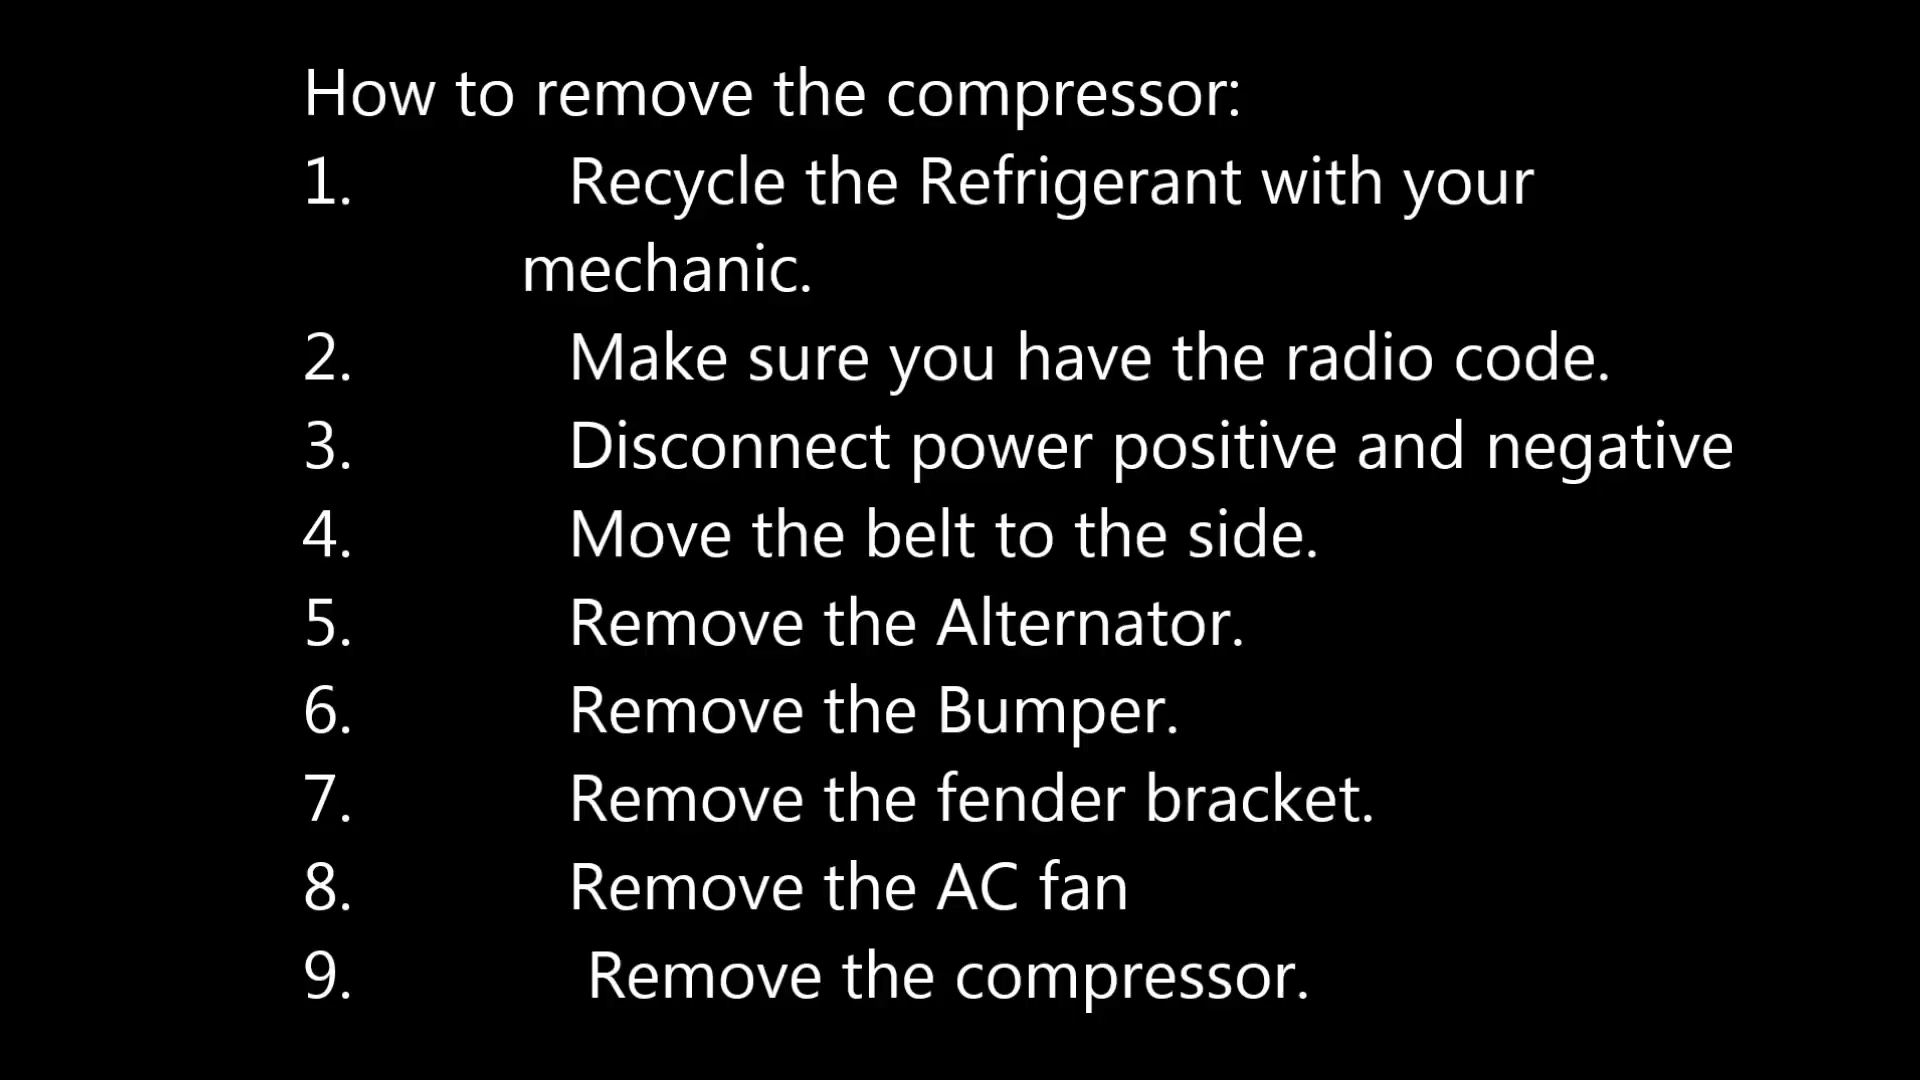 How to remove the compressor:
1. Recycle the Refrigerant with your
mechanic.
2. Make sure you have the radio code.
3. Disconnect power positive and negative
4. Move the belt to the side.
5. Remove the Alternator.
6. Remove the Bumper.
7. Remove the fender bracket.
8. Remove the AC fan
9. Remove the compressor.